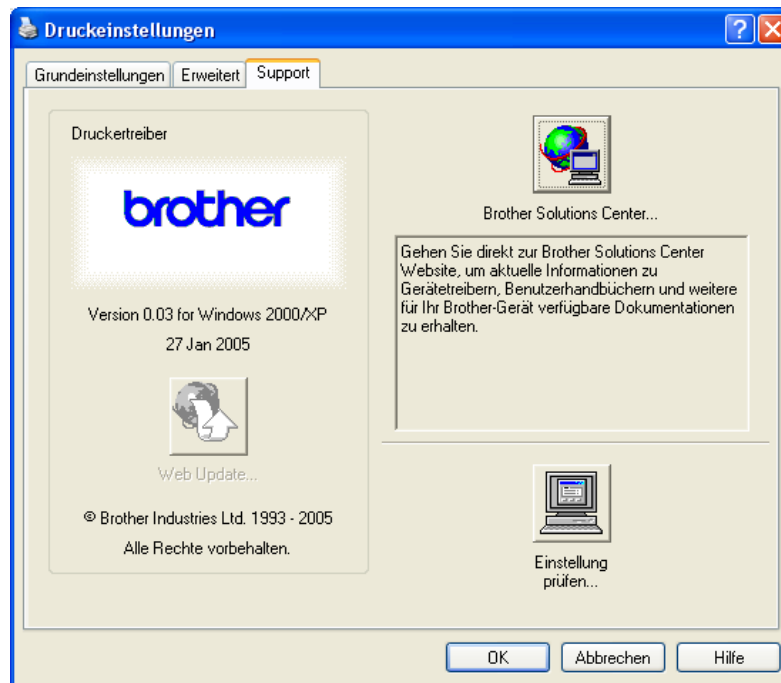 Druckeinstellungen
Grundeinstellungen Erweitert Support
Druckertreiber
brother
Version 0.03 for Windows 2000/XP
27 Jan 2005
Web Update...
© Brother Industries Ltd. 1993 - 2005
Alle Rechte vorbehalten.
Brother Solutions Center...
Gehen Sie direkt zur Brother Solutions Center
Website, um aktuelle Informationen zu
Gerätetreibern, Benutzerhandbüchern und weitere
für Ihr Brother-Gerät verfügbare Dokumentationen
zu erhalten.
Einstellung
prüfen...
OK Abbrechen Hilfe